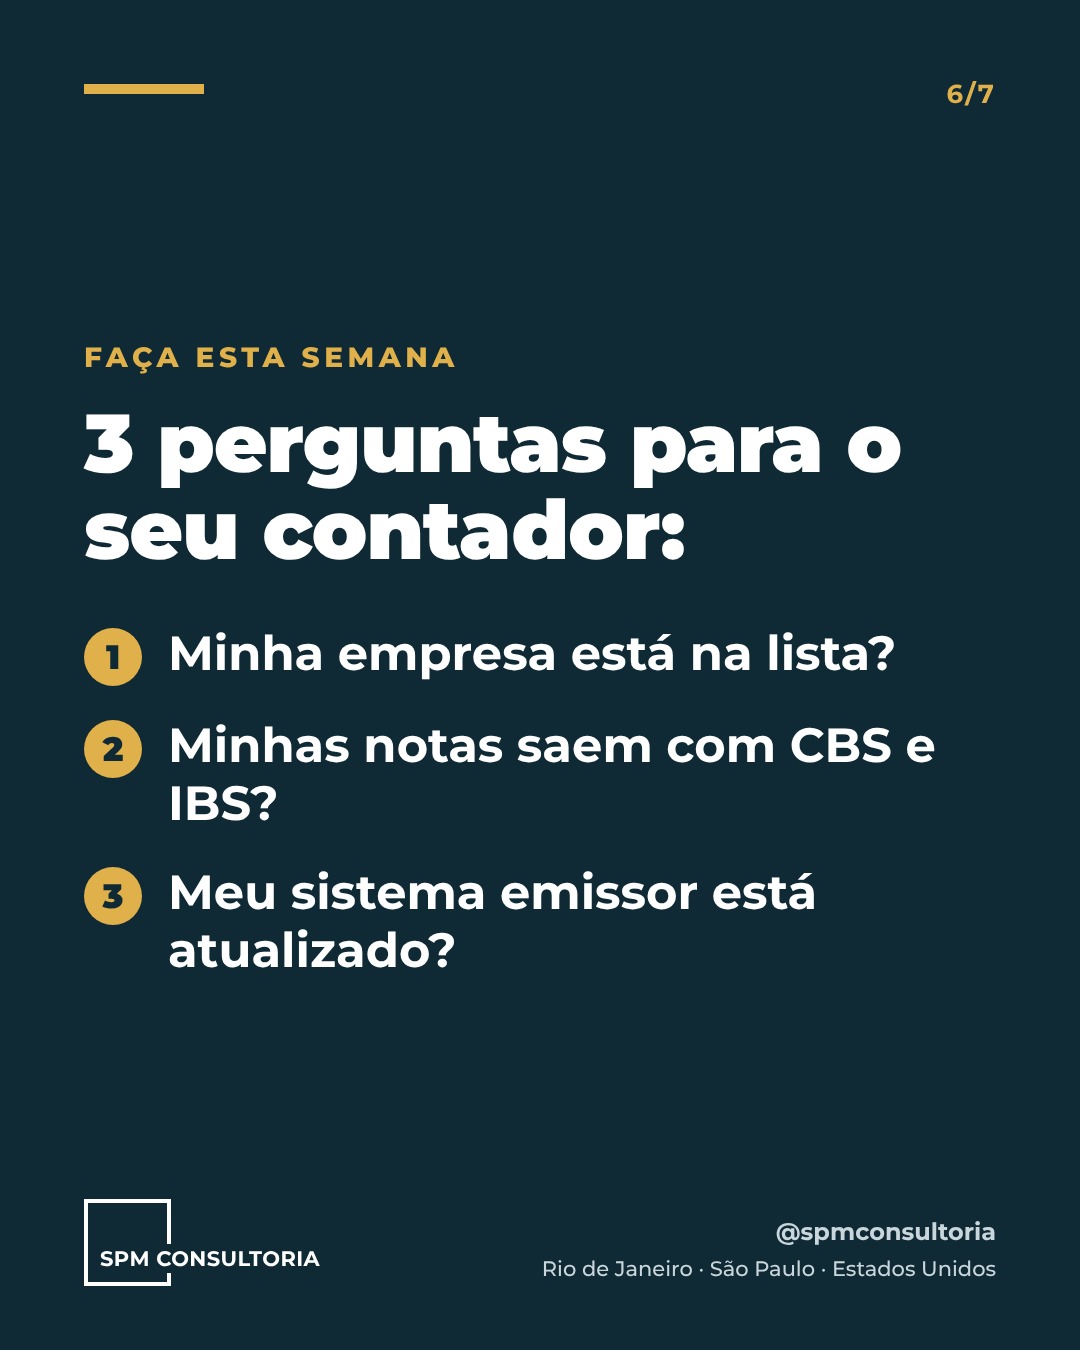 6/7
FAÇA ESTA SEMANA
3 perguntas para o
seu contador:
1 Minha empresa está na lista?
2 Minhas notas saem com CBS e
IBS?
3 Meu sistema emissor está
atualizado?
SPM CONSULTORIA
@spmconsultoria
Rio de Janeiro · São Paulo · Estados Unidos